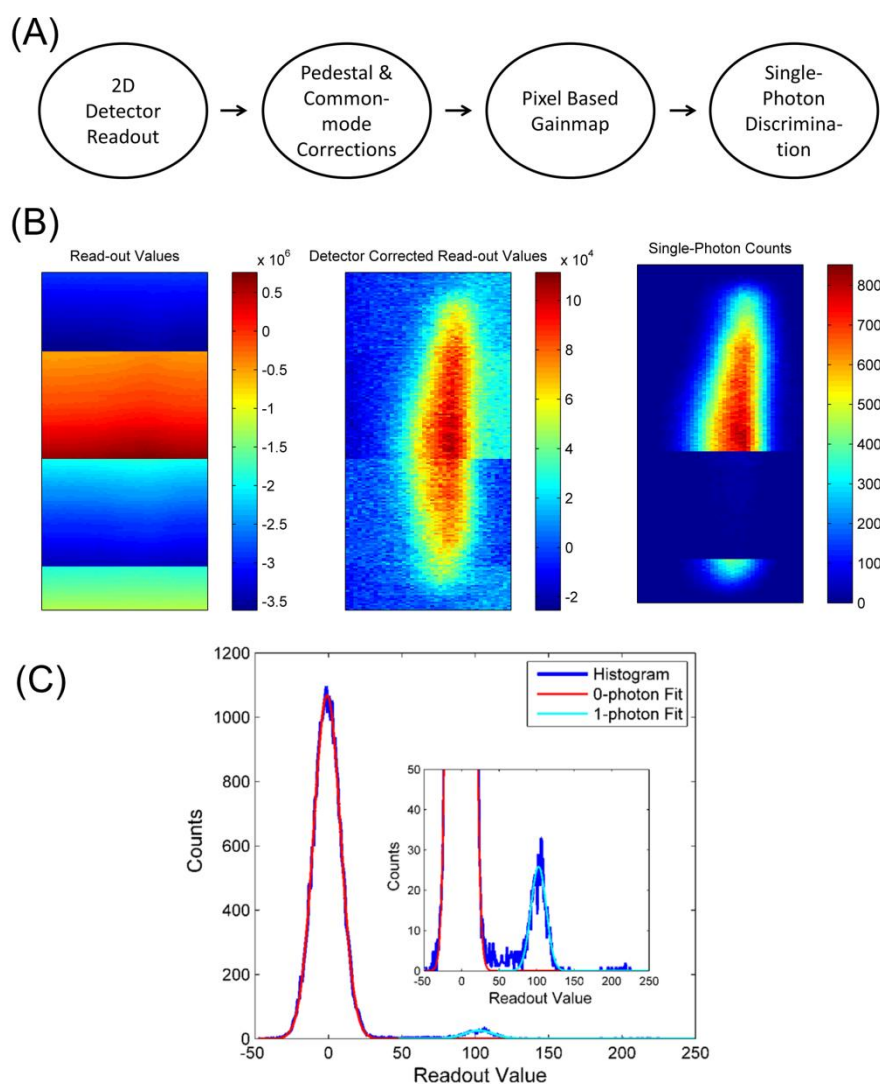 (A)
2D
Detector
Readout
Pedestal &
Common-
mode
Corrections
Pixel Based
Gainmap
Single-
Photon
Discrimina-
tion
(B)
Read-out Values
x 10^6
0.5
0
-0.5
-1
-1.5
-2
-2.5
-3
-3.5
Detector Corrected Read-out Values
x 10^4
10
8
6
4
2
0
-2
Single-Photon Counts
800
700
600
500
400
300
200
100
0
(C)
1200
1000
800
600
400
200
0
Counts
-50 0 50 100 150 200 250
Readout Value
Histogram
0-photon Fit
1-photon Fit
50
40
30
20
10
0
Counts
-50 0 50 100 150 200 250
Readout Value